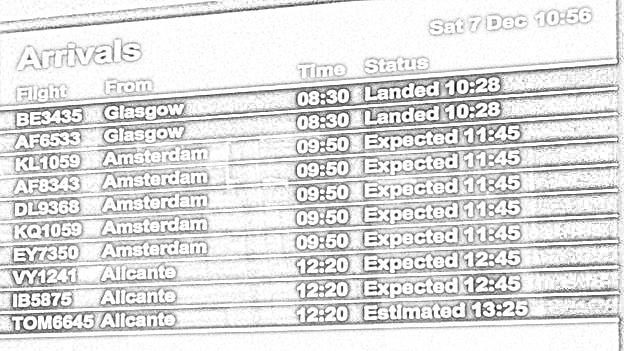 Sat 7 Dec 10:56
Arrivals
Flight From Time Status
BE3435 Glasgow 08:30 Landed 10:28
AF6533 Glasgow 08:30 Landed 10:28
KL1059 Amsterdam 09:50 Expected 11:45
AF8343 Amsterdam 09:50 Expected 11:45
DL9368 Amsterdam 09:50 Expected 11:45
KQ1059 Amsterdam 09:50 Expected 11:45
EY7350 Amsterdam 09:50 Expected 11:45
VY1241 Alicante 12:20 Expected 12:45
IB5875 Alicante 12:20 Expected 12:45
TOM6645 Alicante 12:20 Estimated 13:25